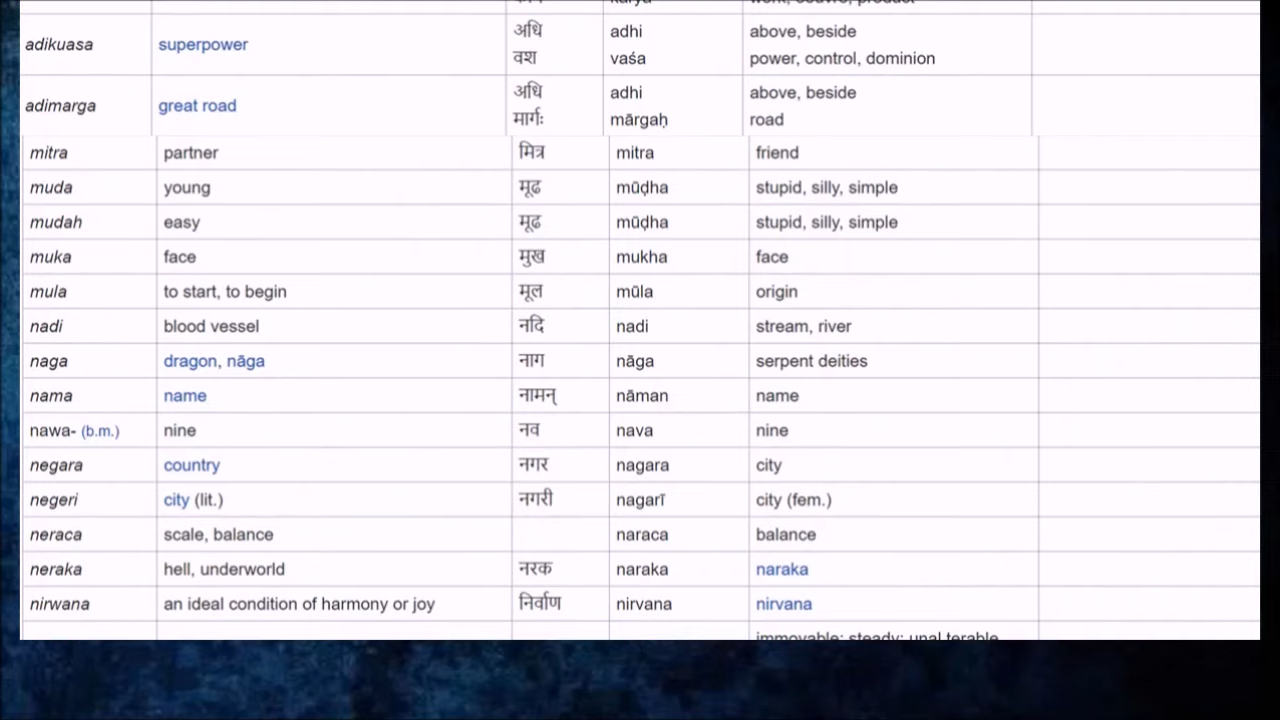 adikuasa superpower अधि adhi above, beside
वश vaśa power, control, dominion
adimarga great road अधि adhi above, beside
मार्गः mārgaḥ road
mitra partner मित्र mitra friend
muda young मूढ mūḍha stupid, silly, simple
mudah easy मूढ mūḍha stupid, silly, simple
muka face मुख mukha face
mula to start, to begin मूल mūla origin
nadi blood vessel नदि nadi stream, river
naga dragon, nāga नाग nāga serpent deities
nama name नामन् nāman name
nawa- (b.m.) nine नव nava nine
negara country नगर nagara city
negeri city (lit.) नगरी nagarī city (fem.)
neraca scale, balance naraca balance
neraka hell, underworld नरक naraka naraka
nirwana an ideal condition of harmony or joy निर्वाण nirvana nirvana